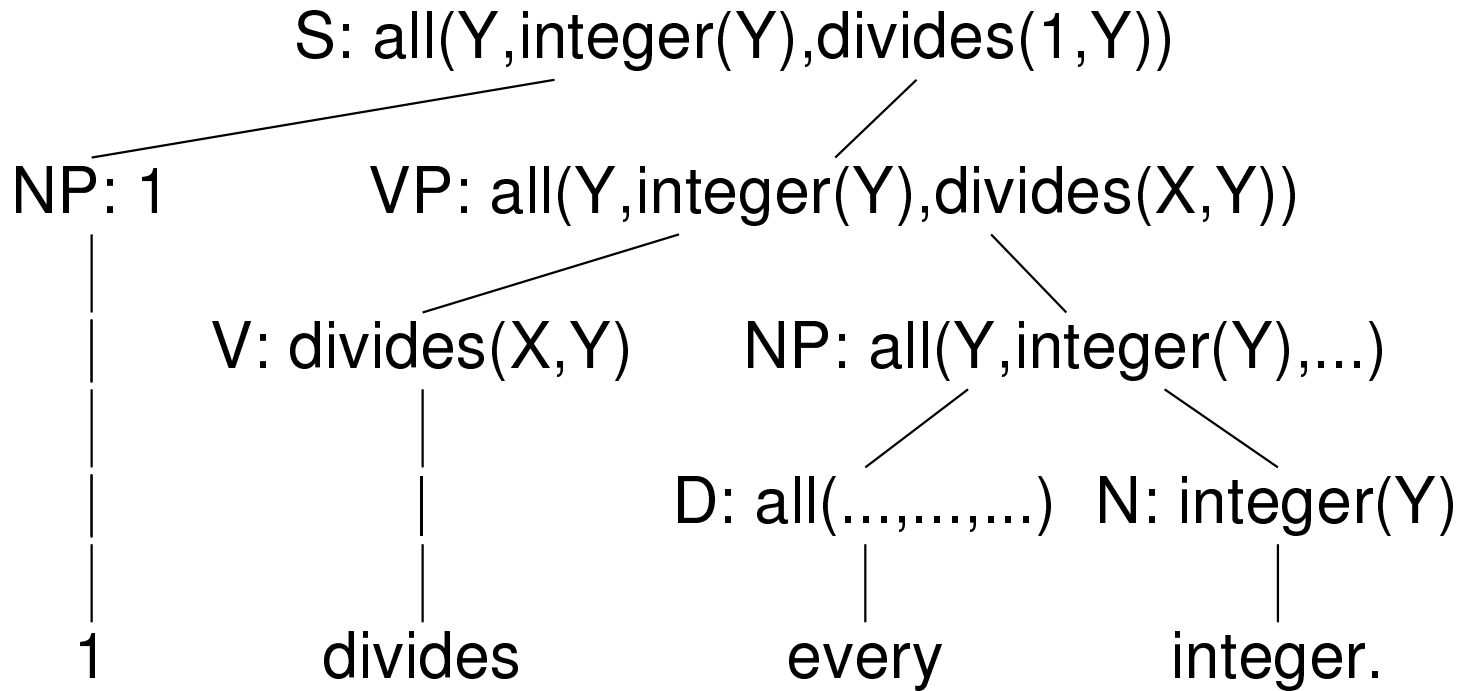 S: all(Y,integer(Y),divides(1,Y))
NP: 1 VP: all(Y,integer(Y),divides(X,Y))
V: divides(X,Y) NP: all(Y,integer(Y),...)
D: all(...,...,...) N: integer(Y)
1 divides every integer.